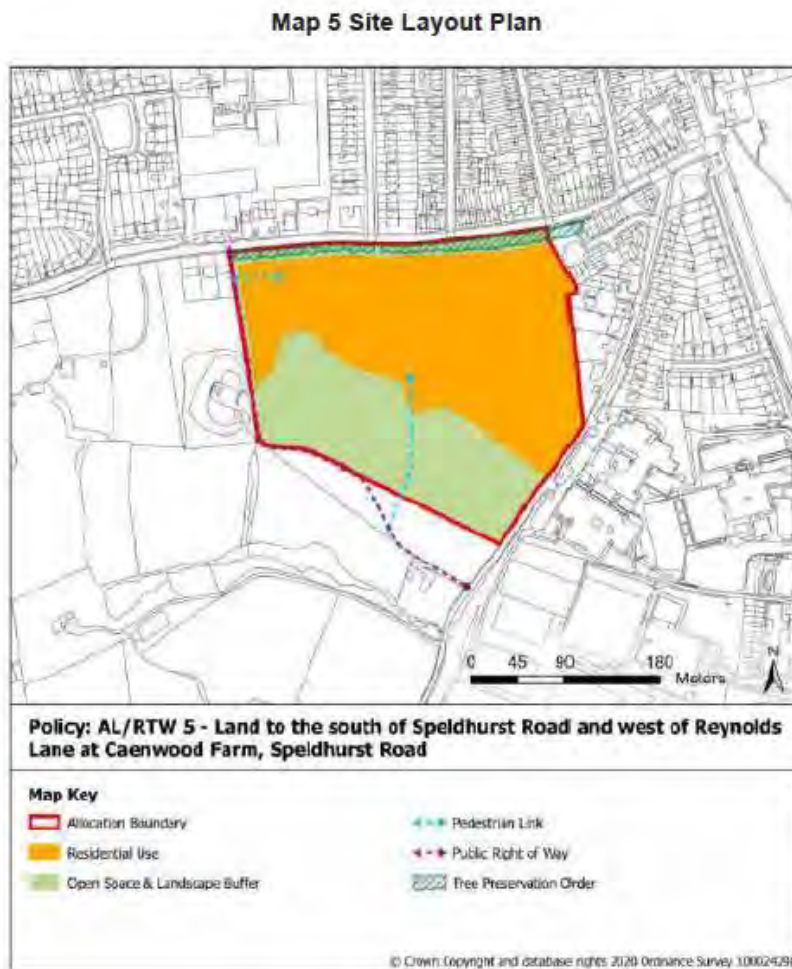 Map 5 Site Layout Plan
0 45 90 180
Meters
N
Policy: AL/RTW 5 - Land to the south of Speldhurst Road and west of Reynolds
Lane at Caenwood Farm, Speldhurst Road
Map Key
Allocation Boundary
Residential Use
Open Space & Landscape Buffer
Pedestrian Link
Public Right of Way
Tree Preservation Order
© Crown Copyright and database rights 2020 Ordnance Survey